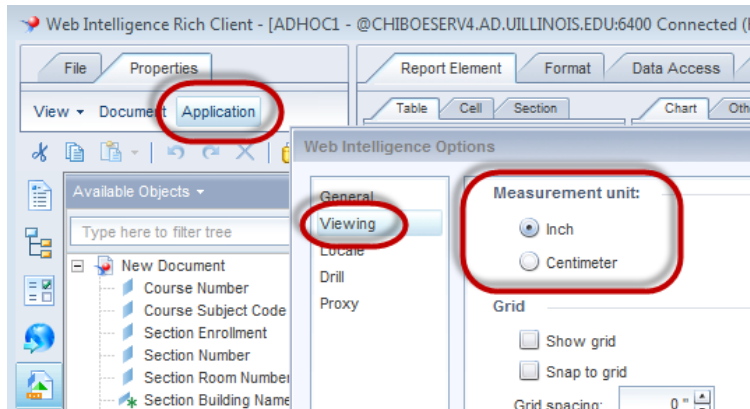 Web Intelligence Rich Client - [ADHOC1 - @CHIBOESERV4.AD.UILLINOIS.EDU:6400 Connected
File Properties
Report Element Format Data Access
View Document Application
Table Cell Section Chart
Web Intelligence Options
Available Objects
Type here to filter tree
New Document
Course Number
Course Subject Code
Section Enrollment
Section Number
Section Room Number
Section Building Name
General
Viewing
Locale
Drill
Proxy
Measurement unit:
Inch
Centimeter
Grid
Show grid
Snap to grid
Grid spacing: 0 "